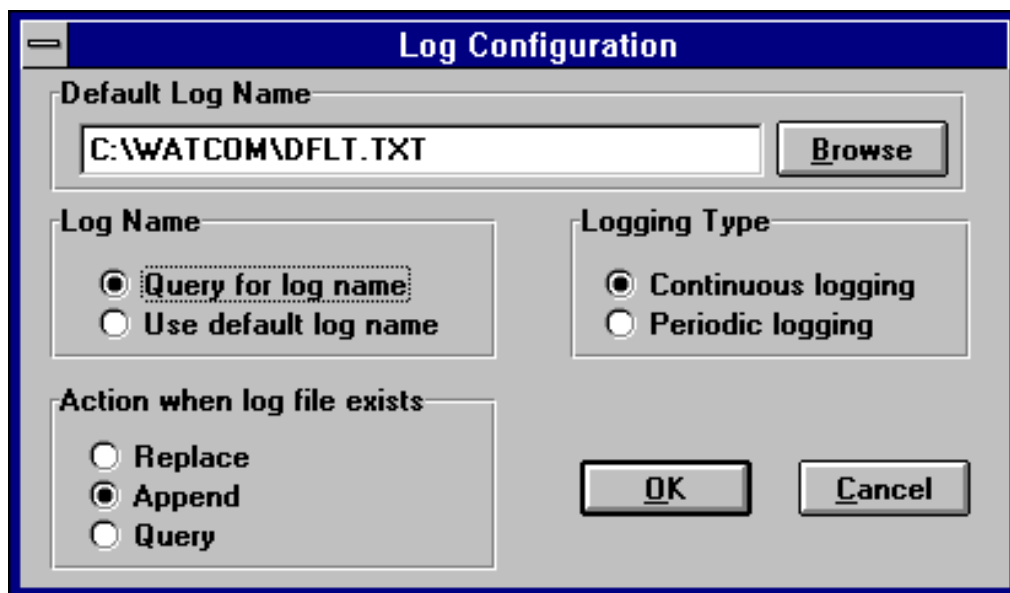 Log Configuration
Default Log Name
C:\WATCOM\DFLT.TXT
Browse
Log Name
Query for log name
Use default log name
Logging Type
Continuous logging
Periodic logging
Action when log file exists
Replace
Append
Query
OK
Cancel